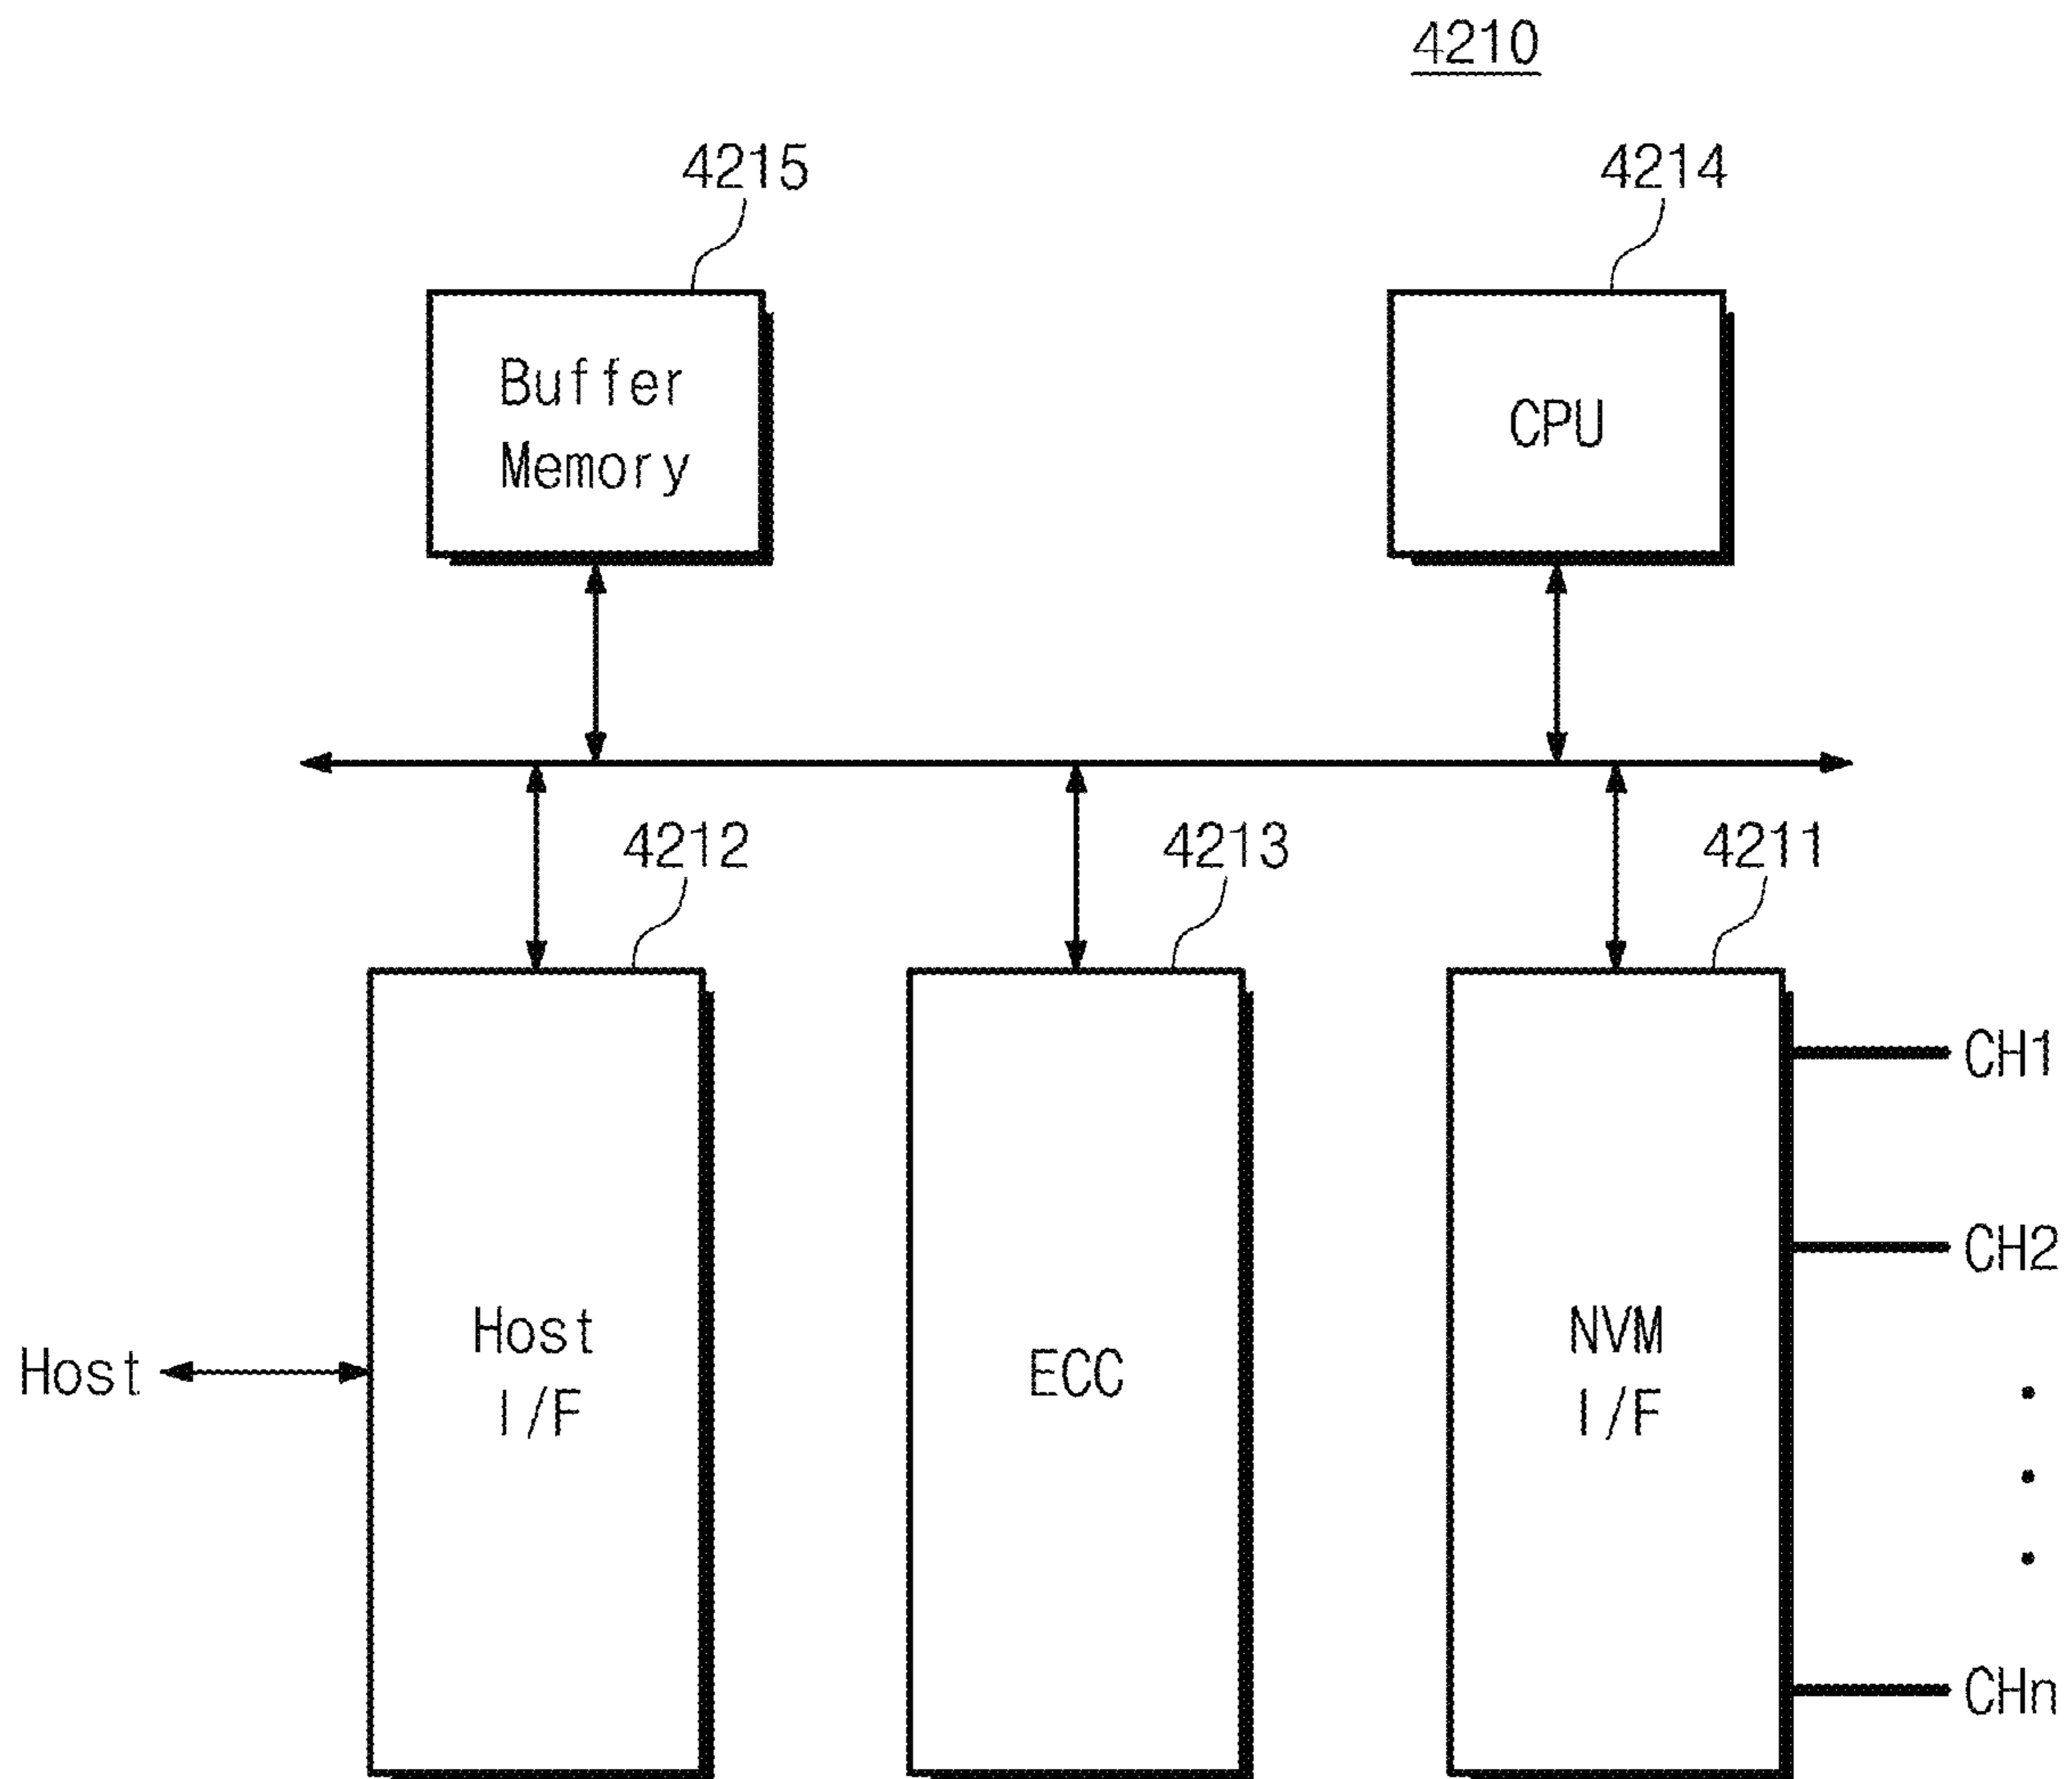 4210
4215
4214
Buffer
Memory
CPU
4212
4213
4211
CH1
CH2
Host
Host
I/F
ECC
NVM
I/F
CHn